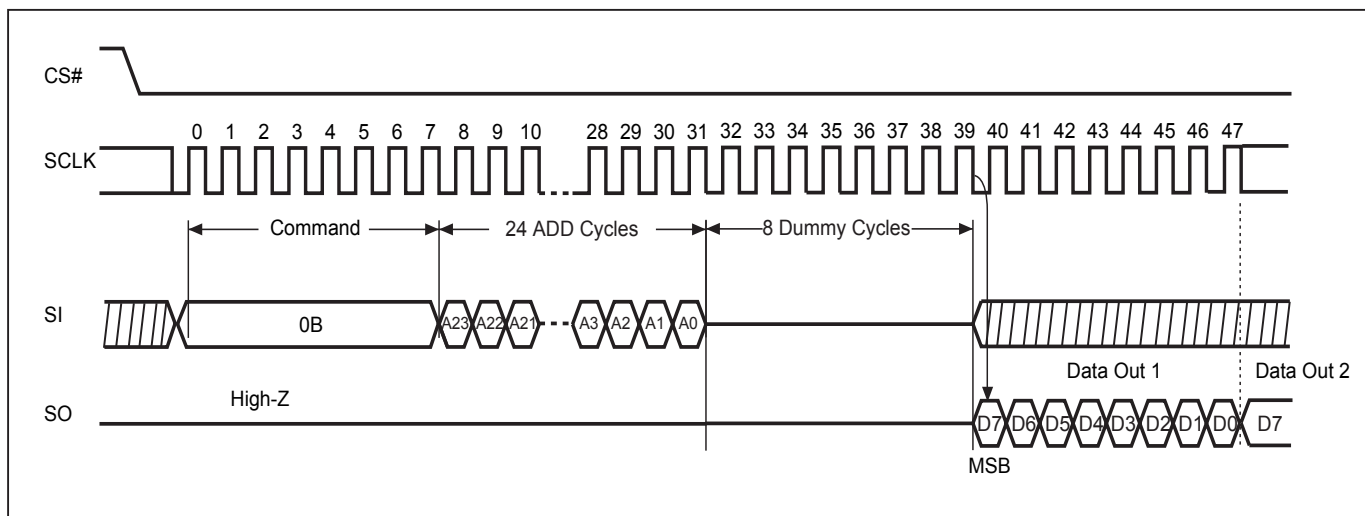 CS#
0 1 2 3 4 5 6 7 8 9 10 28 29 30 31 32 33 34 35 36 37 38 39 40 41 42 43 44 45 46 47
SCLK
Command 24 ADD Cycles 8 Dummy Cycles
SI 0B A23 A22 A21 A3 A2 A1 A0
Data Out 1 Data Out 2
High-Z
SO D7 D6 D5 D4 D3 D2 D1 D0 D7
MSB